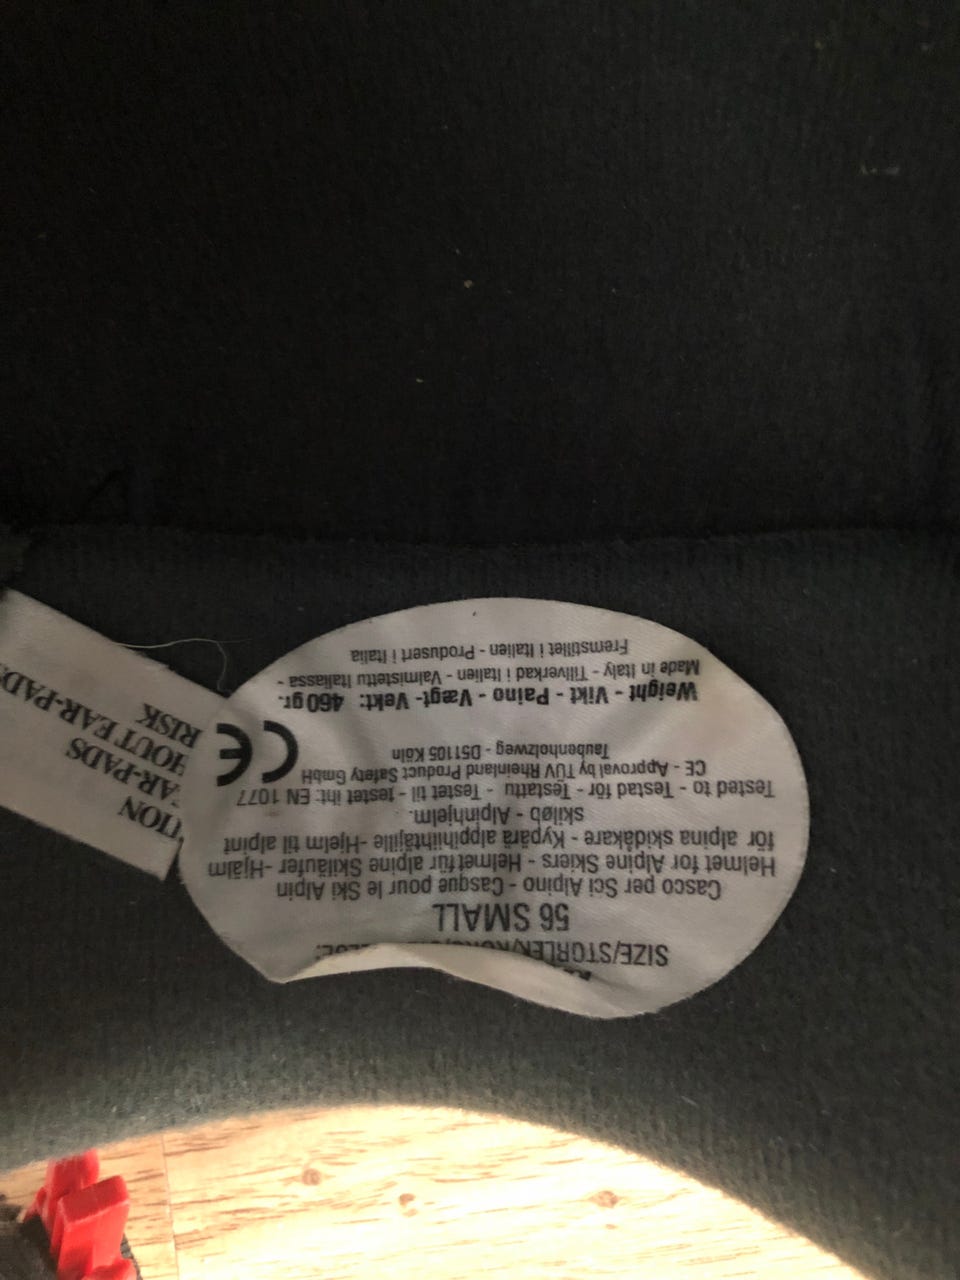 SIZE/STORLEK/
56 SMALL
Casco per Sci Alpino - Casque pour le Ski Alpin
Helmet for Alpine Skiers - Helmet für alpine Skiläufer -Hjälm
för alpina skidåkare - Kypärä alppihiihtäjille -Hjelm til alpint
skiløb - Alpinhjelm.
Tested to - Testad för - Testattu - Testet til - testet iht: EN 1077
CE - Approval by TÜV Rheinland Product Safety GmbH
Taubenholzweg - D51105 Köln
CE
Weight - Vikt - Paino - Vægt- Vekt: 460 gr.
Made in Italy - Tillverkad i Italien - Valmistettu Italiassa -
Fremstillet i Italien - Produsert i Italia
TION
AR-PADS
HOUT EAR-PADS
RISK